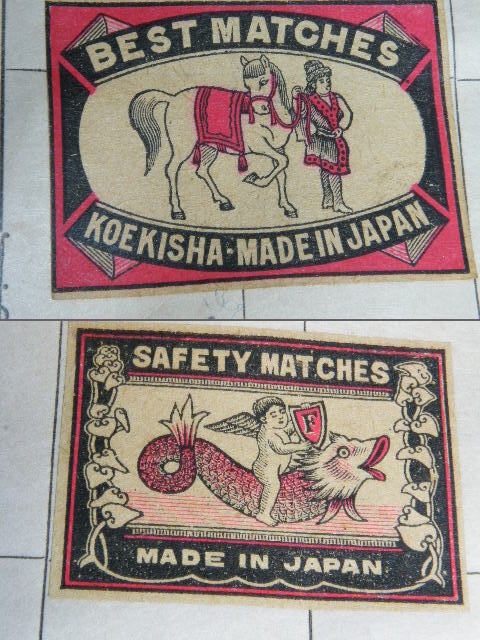 BEST MATCHES
KOEKISHA·MADE IN JAPAN
SAFETY MATCHES
F
MADE IN JAPAN